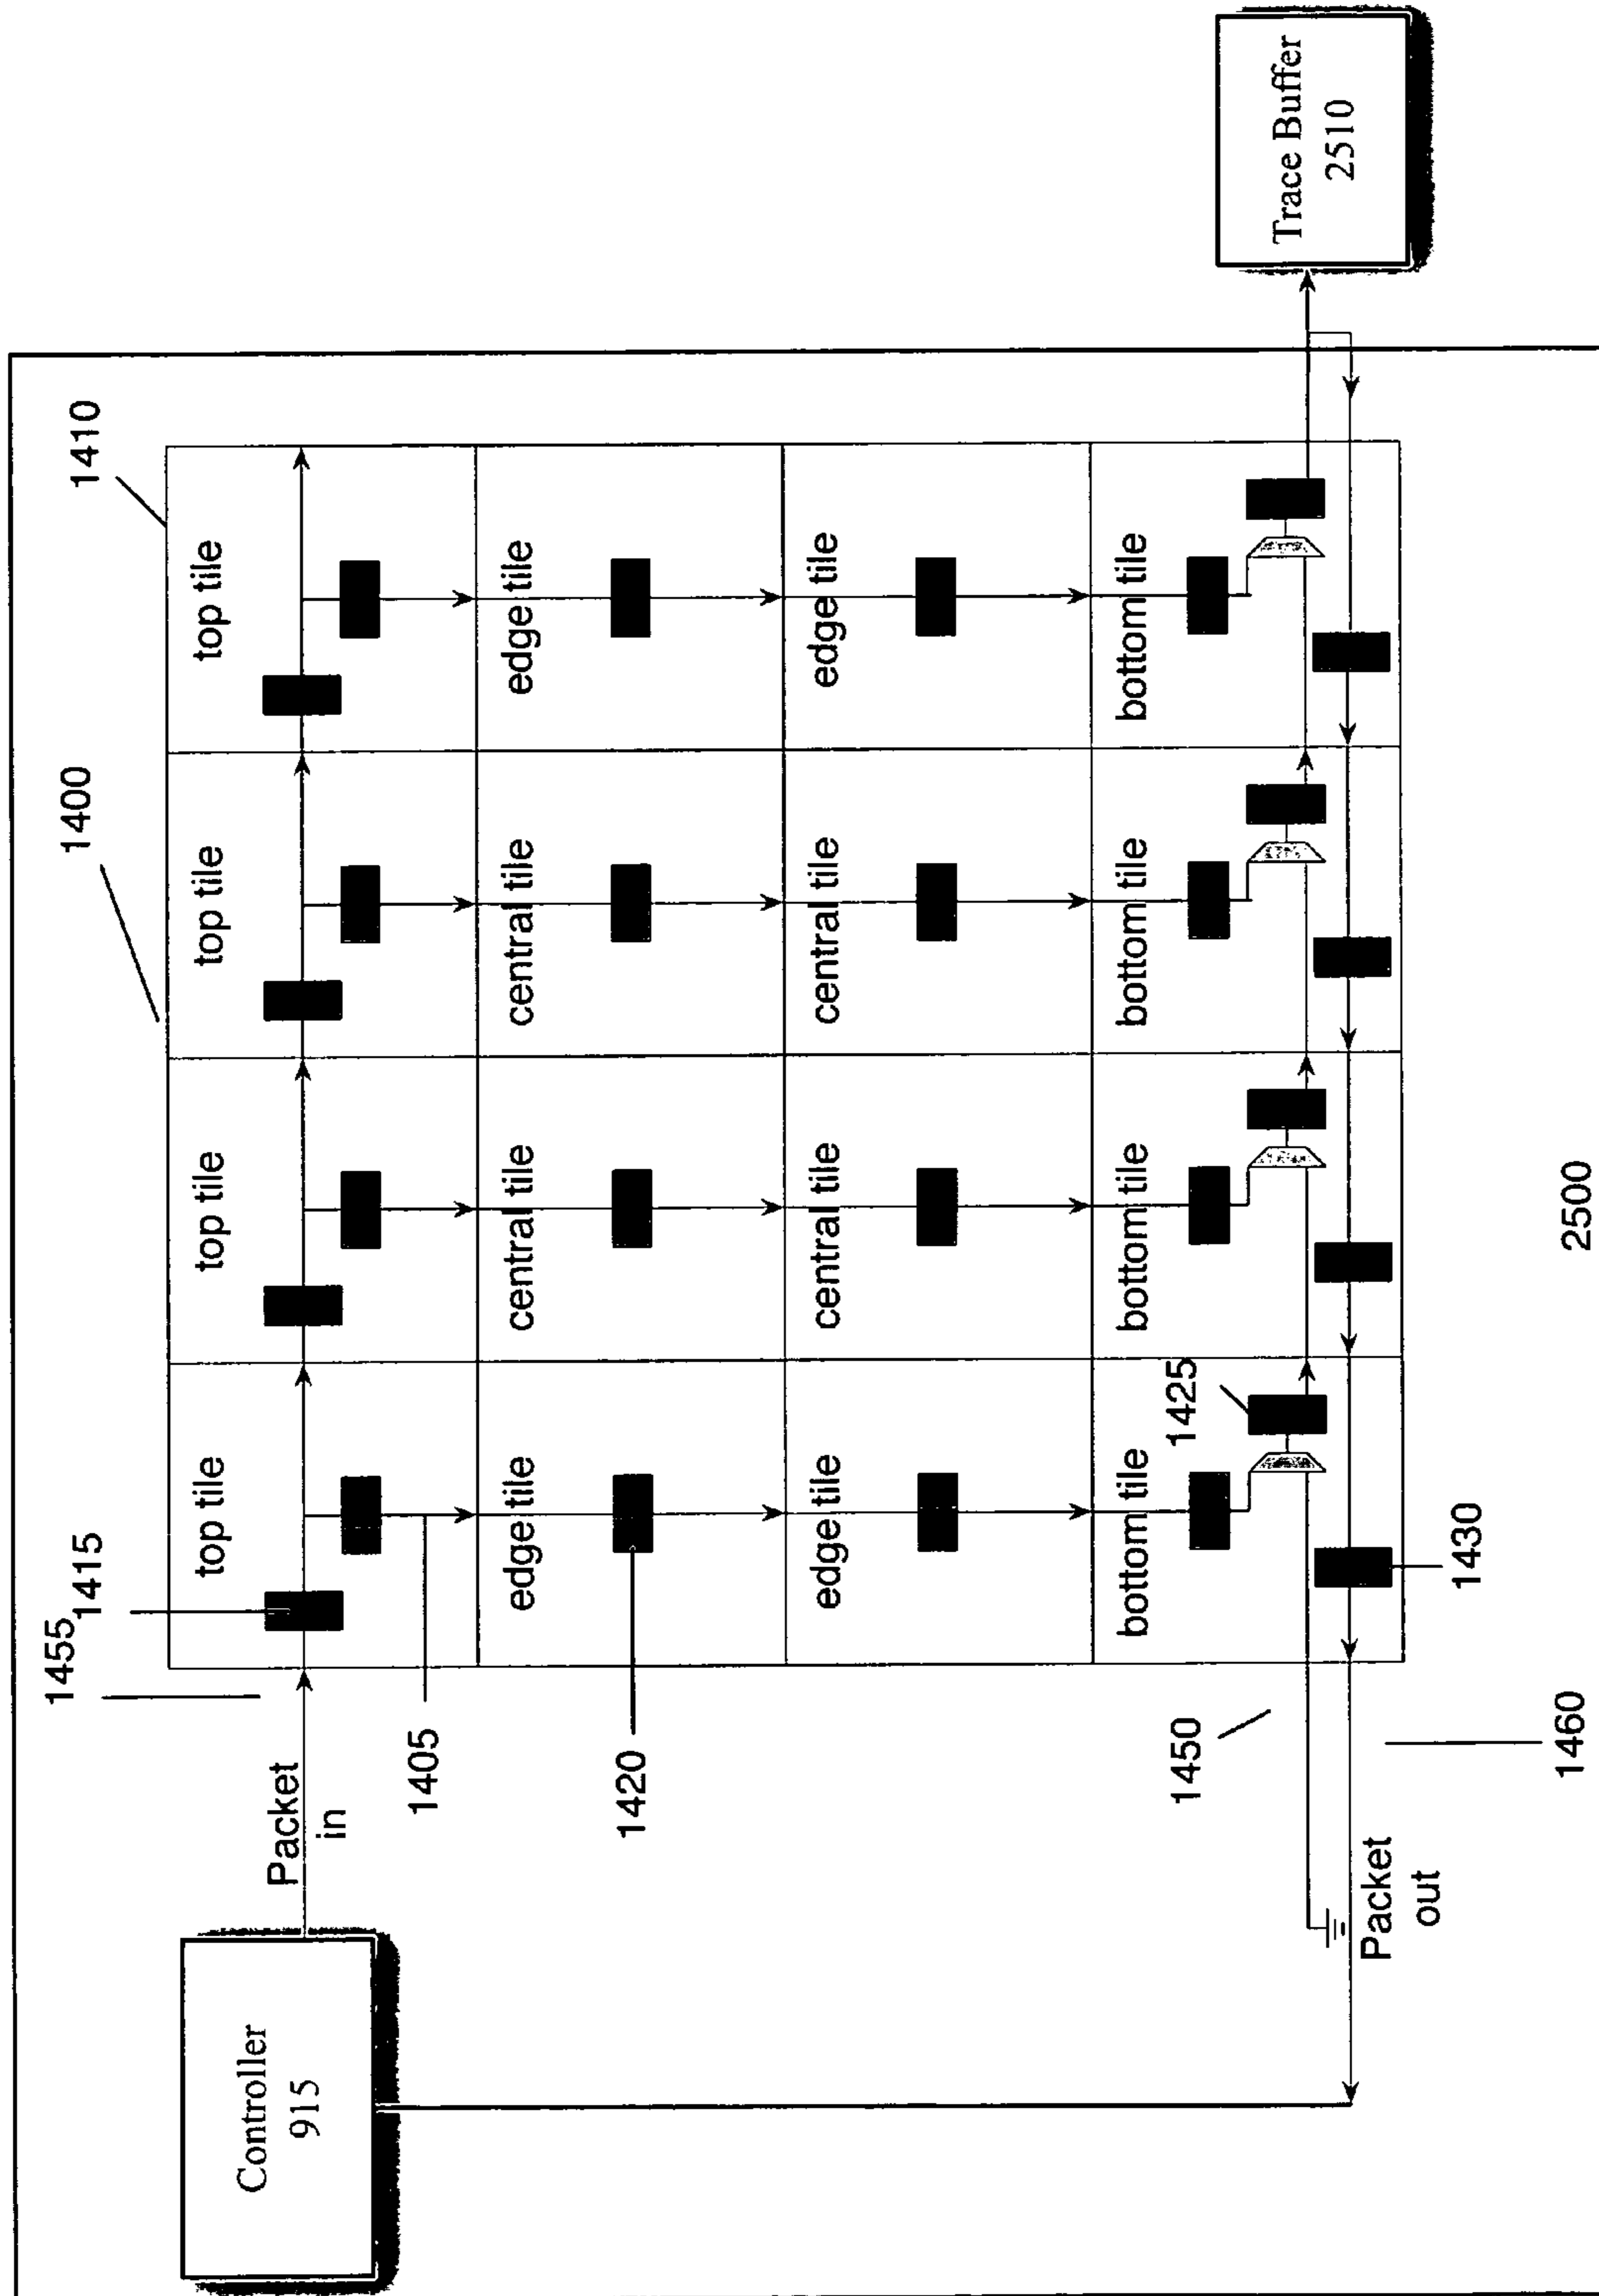 1400
1410
1455
1415
Controller
915
Packet
in
top tile
top tile
top tile
top tile
1405
edge tile
central tile
central tile
edge tile
1420
edge tile
central tile
central tile
edge tile
bottom tile
bottom tile
bottom tile
bottom tile
1425
1450
Trace Buffer
2510
Packet
out
1430
1460
2500